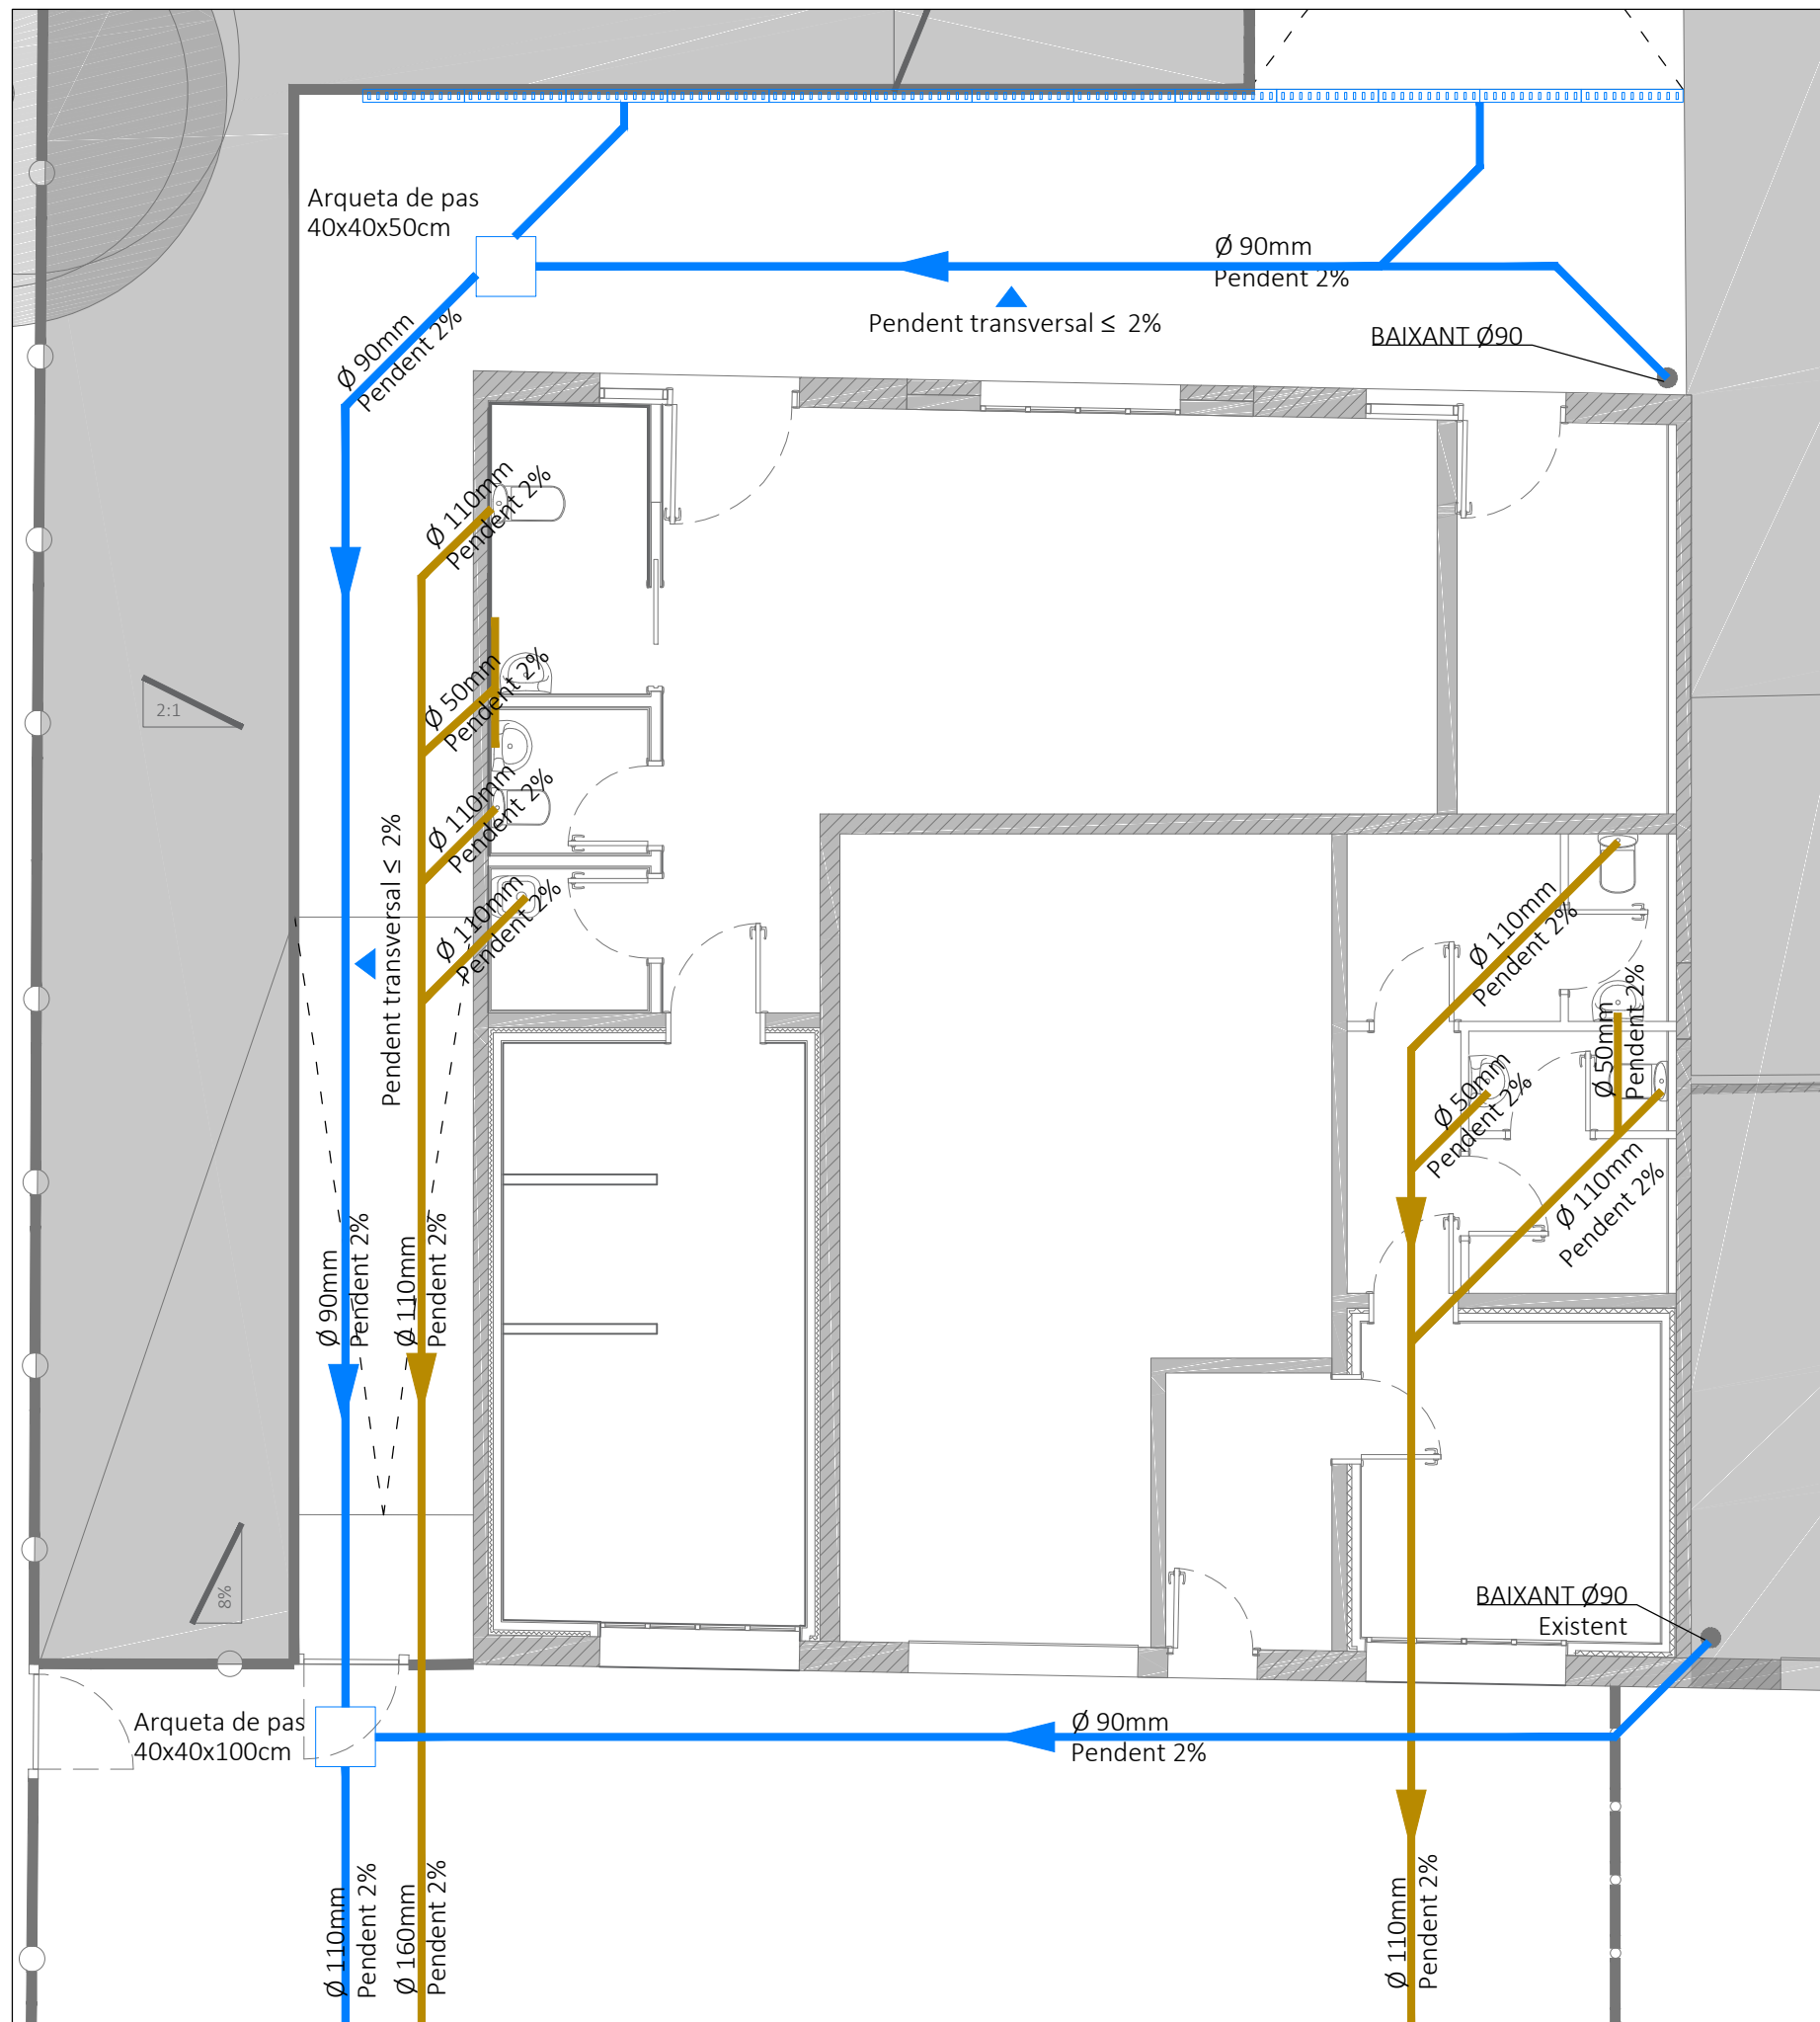 Arqueta de pas
40x40x50cm
Ø 90mm
Pendent 2%
Pendent transversal ≤ 2%
BAIXANT Ø90
Ø 90mm
Pendent 2%
Ø 110mm
Pendent 2%
Ø 50mm
Pendent 2%
2:1
Ø 110mm
Pendent 2%
Pendent transversal ≤ 2%
Ø 110mm
Pendent 2%
Ø 110mm
Pendent 2%
Ø 50mm
Pendent 2%
Ø 50mm
Pendent 2%
Ø 110mm
Pendent 2%
Ø 90mm
Pendent 2%
Ø 110mm
Pendent 2%
8%
BAIXANT Ø90
Existent
Arqueta de pas
40x40x100cm
Ø 90mm
Pendent 2%
Ø 110mm
Pendent 2%
Ø 160mm
Pendent 2%
Ø 110mm
Pendent 2%